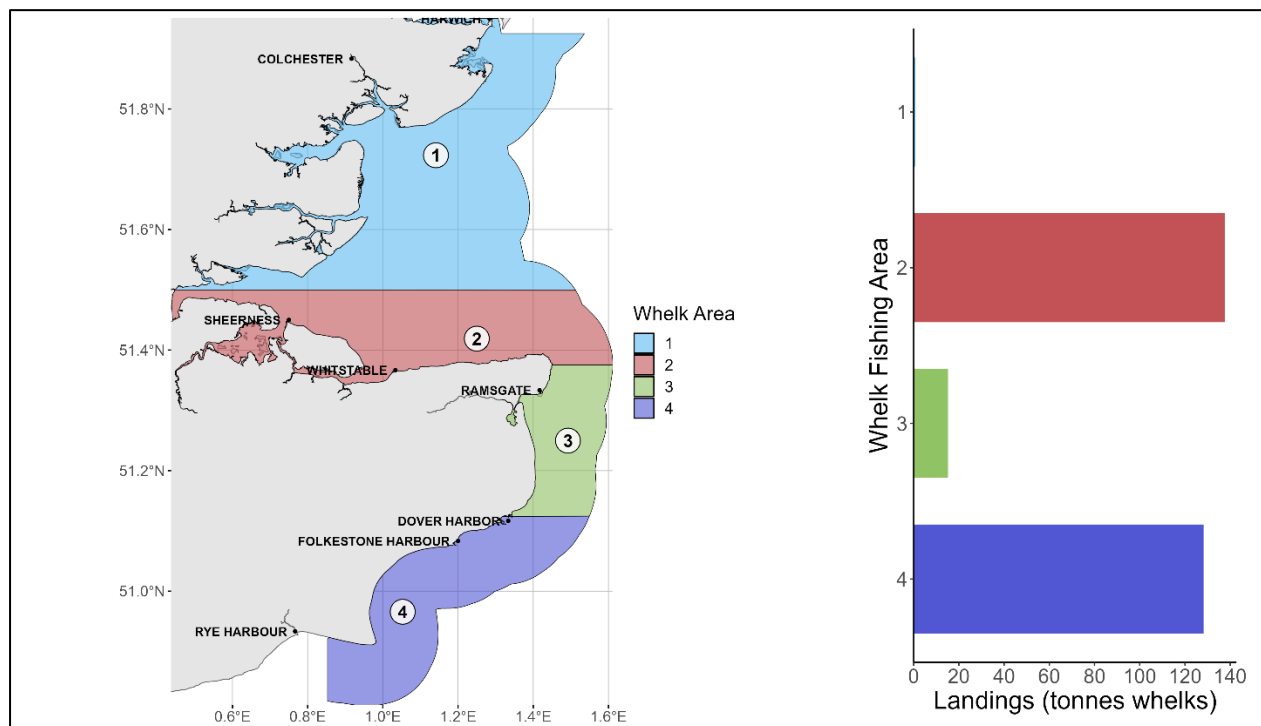 HARWICH
COLCHESTER
51.8°N
1
51.6°N
SHEERNESS
51.4°N
2
WHITSTABLE
RAMSGATE
3
51.2°N
DOVER HARBOR
FOLKESTONE HARBOUR
51.0°N
4
RYE HARBOUR
0.6°E 0.8°E 1.0°E 1.2°E 1.4°E 1.6°E
Whelk Area
1
2
3
4
Whelk Fishing Area
1
2
3
4
0 20 40 60 80 100 120 140
Landings (tonnes whelks)